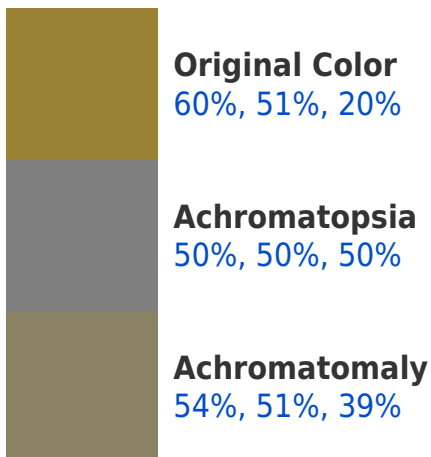 Original Color
60%, 51%, 20%
Achromatopsia
50%, 50%, 50%
Achromatomaly
54%, 51%, 39%